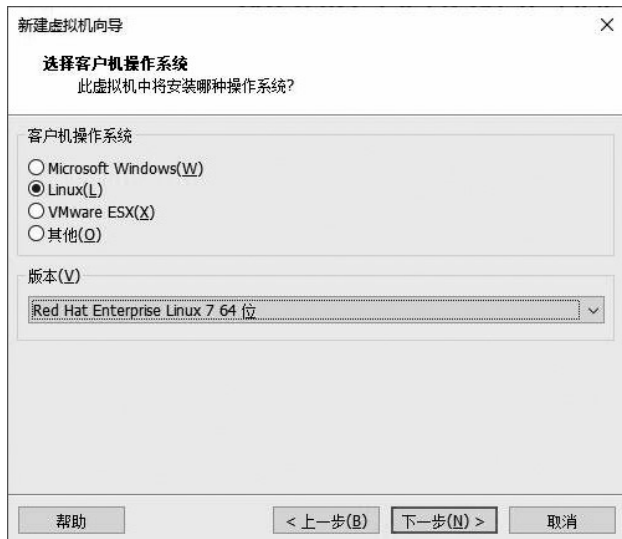 新建虚拟机向导
选择客户机操作系统
此虚拟机中将安装哪种操作系统?
客户机操作系统
Microsoft Windows(W)
Linux(L)
VMware ESX(X)
其他(O)
版本(V)
Red Hat Enterprise Linux 7 64 位
帮助
< 上一步(B)
下一步(N) >
取消